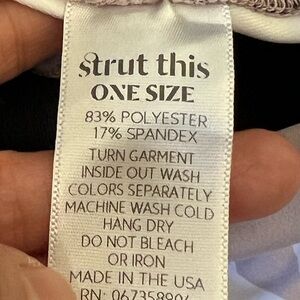 strut this
ONE SIZE
83% POLYESTER
17% SPANDEX
TURN GARMENT
INSIDE OUT WASH
COLORS SEPARATELY
MACHINE WASH COLD
HANG DRY
DO NOT BLEACH
OR IRON
MADE IN THE USA
RN: